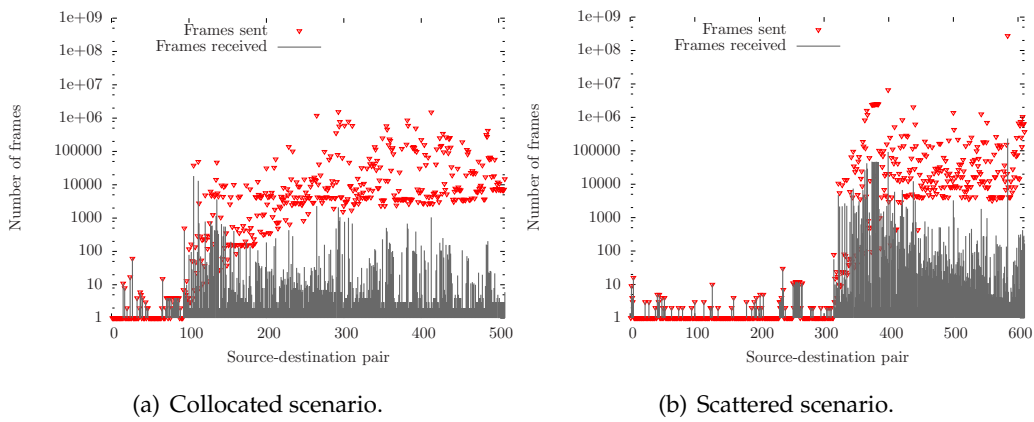 1e+09
1e+08
1e+07
1e+06
100000
10000
1000
100
10
1
0 100 200 300 400 500
Number of frames
Source-destination pair
Frames sent
Frames received
(a) Collocated scenario.
1e+09
1e+08
1e+07
1e+06
100000
10000
1000
100
10
1
0 100 200 300 400 500 600
Number of frames
Source-destination pair
Frames sent
Frames received
(b) Scattered scenario.